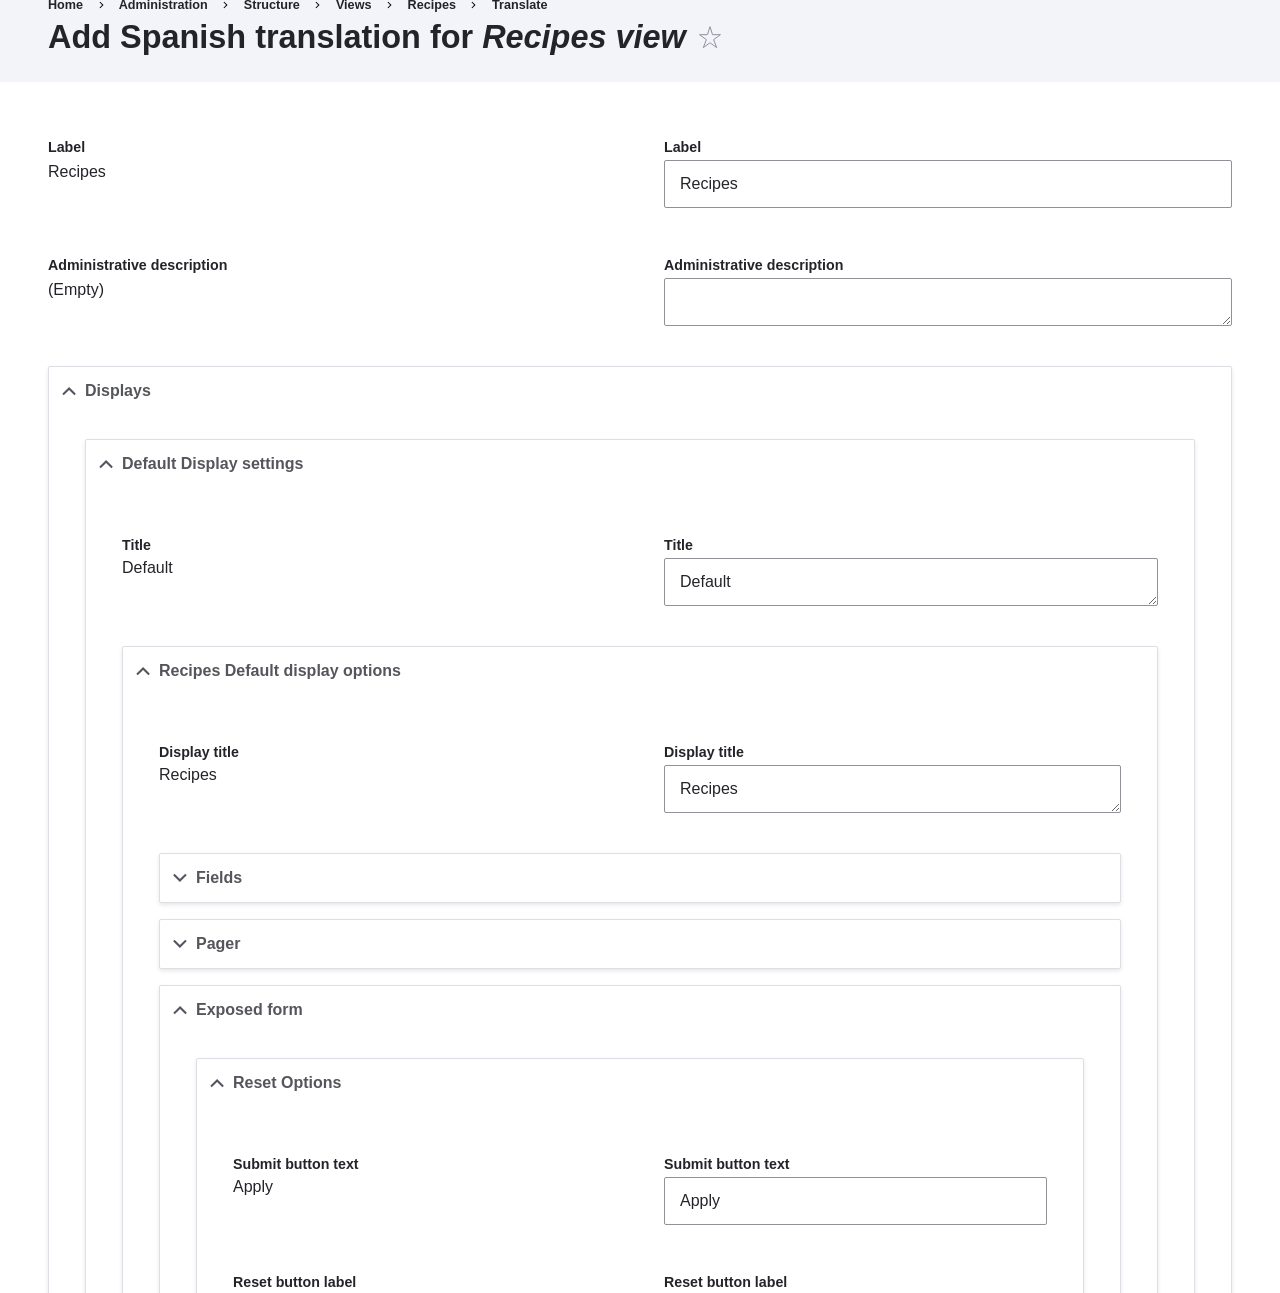 Home > Administration > Structure > Views > Recipes > Translate
Add Spanish translation for Recipes view ☆
Label
Recipes
Label
Recipes
Administrative description
(Empty)
Administrative description
Displays
Default Display settings
Title
Default
Title
Default
Recipes Default display options
Display title
Recipes
Display title
Recipes
Fields
Pager
Exposed form
Reset Options
Submit button text
Apply
Submit button text
Apply
Reset button label
Reset button label